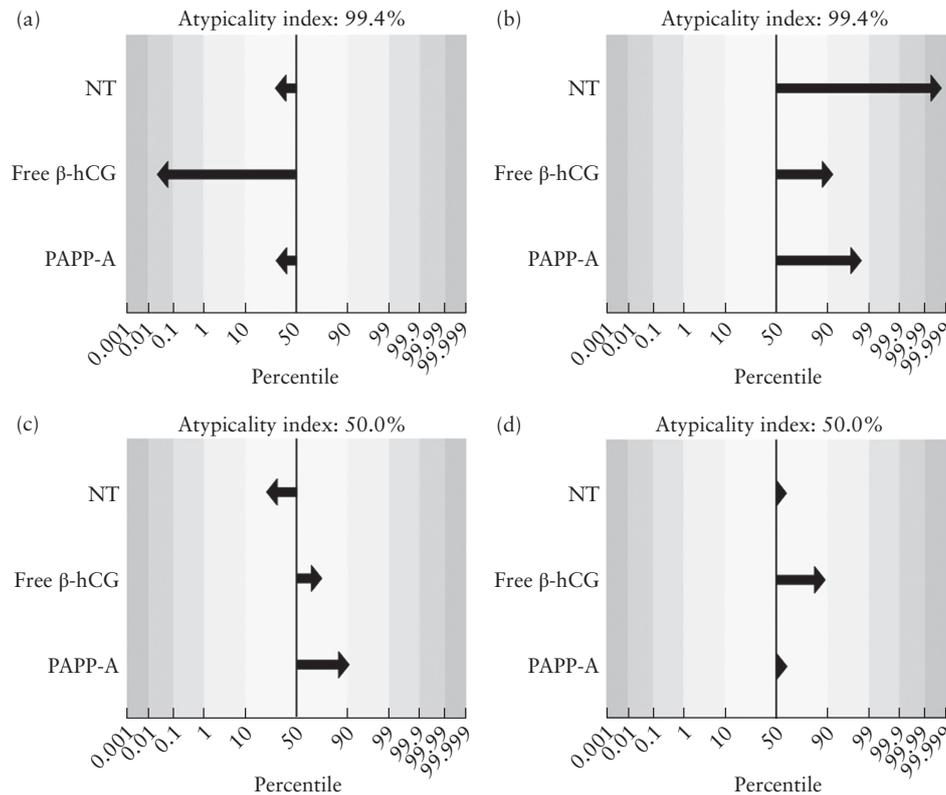 (a) Atypicality index: 99.4%
NT
Free β-hCG
PAPP-A
0.001 0.01 0.1 1 10 50 90 99 99.9 99.99 99.999
Percentile
(b) Atypicality index: 99.4%
NT
Free β-hCG
PAPP-A
0.001 0.01 0.1 1 10 50 90 99 99.9 99.99 99.999
Percentile
(c) Atypicality index: 50.0%
NT
Free β-hCG
PAPP-A
0.001 0.01 0.1 1 10 50 90 99 99.9 99.99 99.999
Percentile
(d) Atypicality index: 50.0%
NT
Free β-hCG
PAPP-A
0.001 0.01 0.1 1 10 50 90 99 99.9 99.99 99.999
Percentile